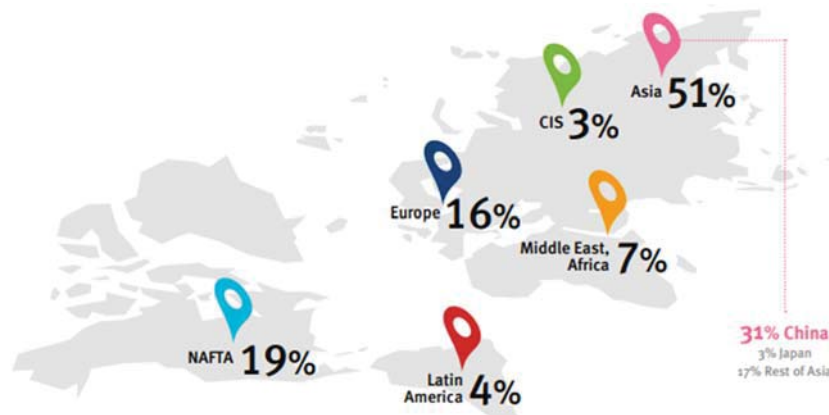 Asia 51%
CIS 3%
Europe 16%
Middle East,
Africa 7%
NAFTA 19%
Latin
America 4%
31% China
3% Japan
17% Rest of Asia